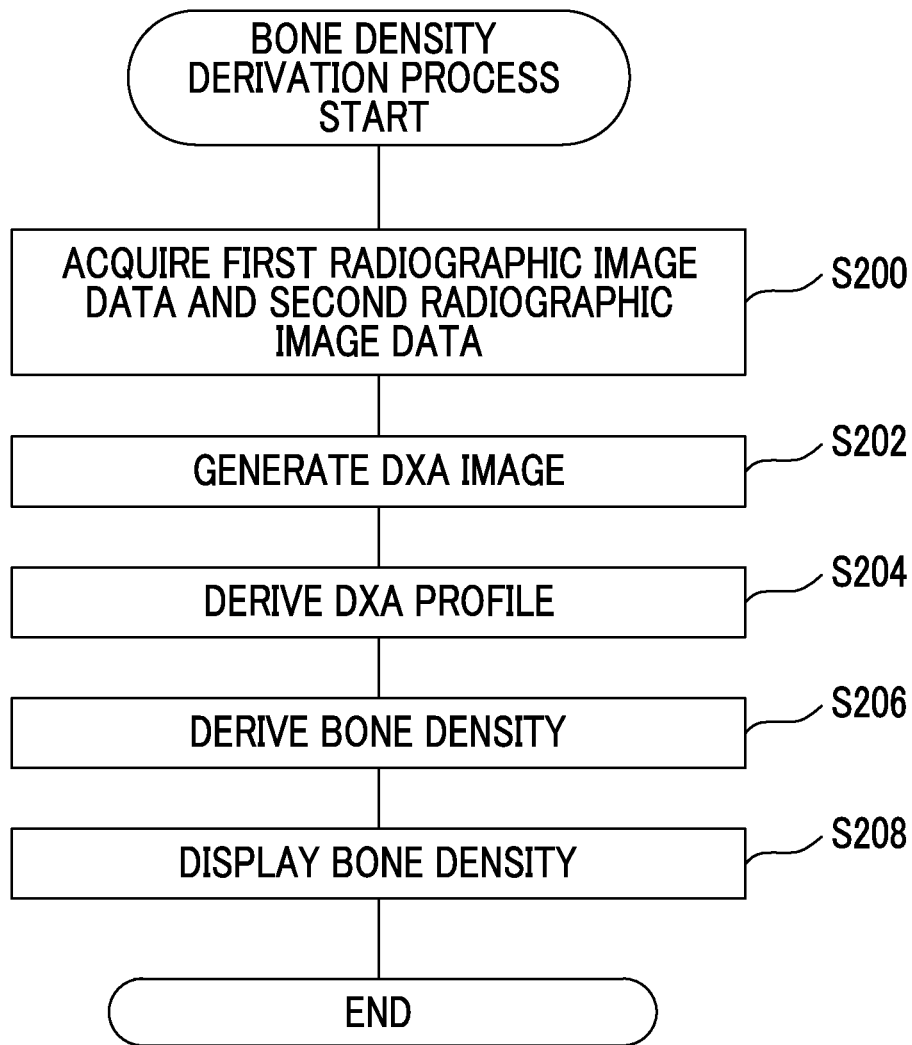 BONE DENSITY
DERIVATION PROCESS
START
ACQUIRE FIRST RADIOGRAPHIC IMAGE
DATA AND SECOND RADIOGRAPHIC
IMAGE DATA
S200
GENERATE DXA IMAGE
S202
DERIVE DXA PROFILE
S204
DERIVE BONE DENSITY
S206
DISPLAY BONE DENSITY
S208
END